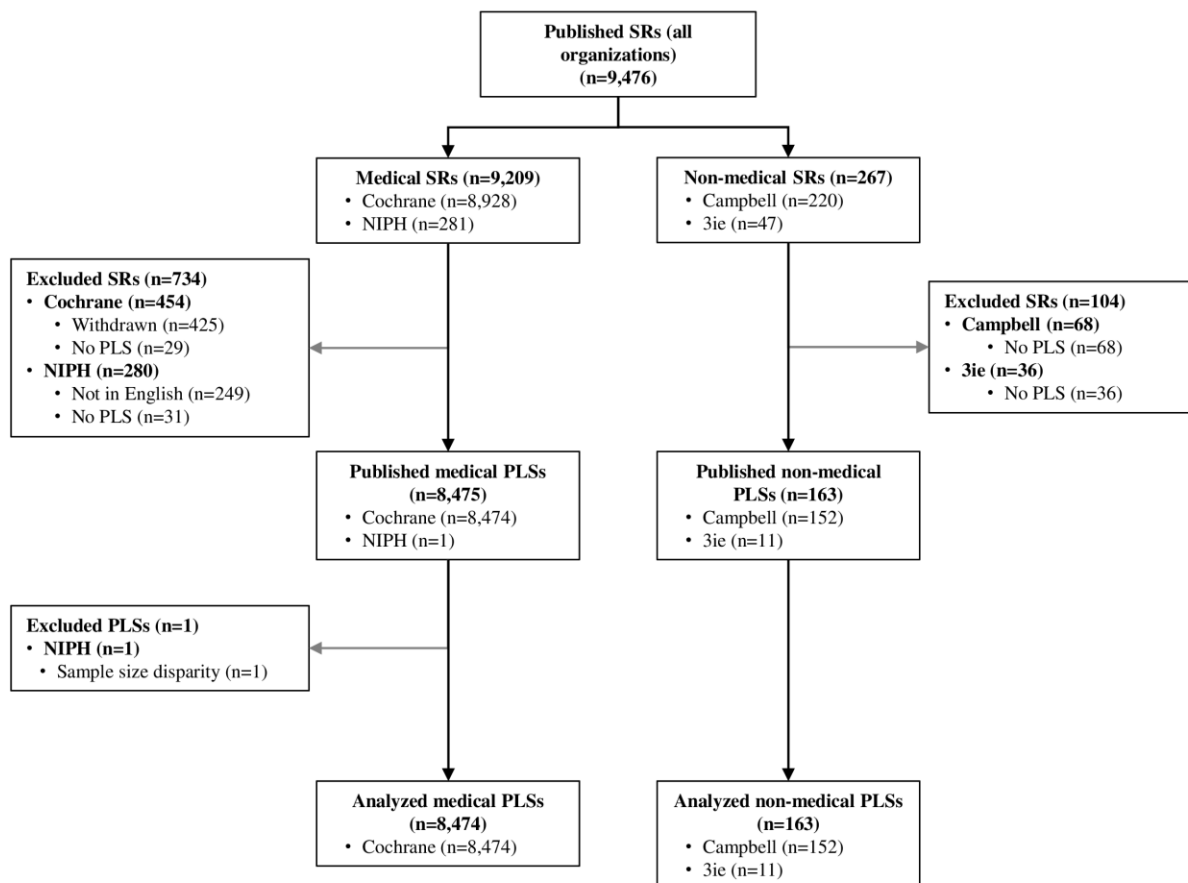 Published SRs (all
organizations)
(n=9,476)
Medical SRs (n=9,209)
• Cochrane (n=8,928)
• NIPH (n=281)
Non-medical SRs (n=267)
• Campbell (n=220)
• 3ie (n=47)
Excluded SRs (n=734)
• Cochrane (n=454)
• Withdrawn (n=425)
• No PLS (n=29)
• NIPH (n=280)
• Not in English (n=249)
• No PLS (n=31)
Excluded SRs (n=104)
• Campbell (n=68)
• No PLS (n=68)
• 3ie (n=36)
• No PLS (n=36)
Published medical PLSs
(n=8,475)
• Cochrane (n=8,474)
• NIPH (n=1)
Published non-medical
PLSs (n=163)
• Campbell (n=152)
• 3ie (n=11)
Excluded PLSs (n=1)
• NIPH (n=1)
• Sample size disparity (n=1)
Analyzed medical PLSs
(n=8,474)
• Cochrane (n=8,474)
Analyzed non-medical PLSs
(n=163)
• Campbell (n=152)
• 3ie (n=11)